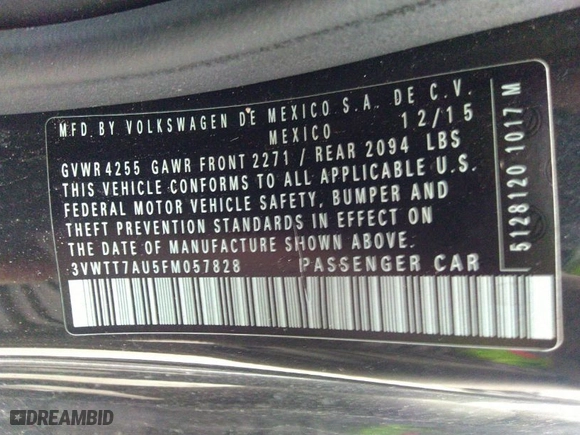 MFD. BY VOLKSWAGEN DE MEXICO S.A. DE C.V.
MEXICO 12/15
GVWR 4255 GAWR FRONT 2271 / REAR 2094 LBS
THIS VEHICLE CONFORMS TO ALL APPLICABLE U.S.
FEDERAL MOTOR VEHICLE SAFETY, BUMPER AND
THEFT PREVENTION STANDARDS IN EFFECT ON
THE DATE OF MANUFACTURE SHOWN ABOVE.
3VWTT7AU5FM057828 PASSENGER CAR
5128120 1017 M
DREAMBID